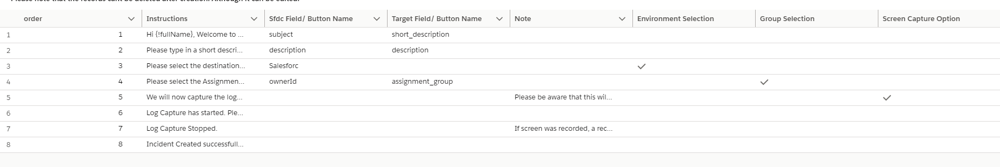 Please note that the records cant be deleted after creation. Although it can be edited.
order Instructions Sfdc Field/ Button Name Target Field/ Button Name Note Environment Selection Group Selection Screen Capture Option
1 1 Hi {!fullName}, Welcome to ... subject short_description
2 2 Please type in a short descri... description description
3 3 Please select the destination... Salesforc
4 4 Please select the Assignmen... ownerId assignment_group
5 5 We will now capture the log... Please be aware that this wil...
6 6 Log Capture has started. Ple...
7 7 Log Capture Stopped. If screen was recorded, a rec...
8 8 Incident Created successfull...